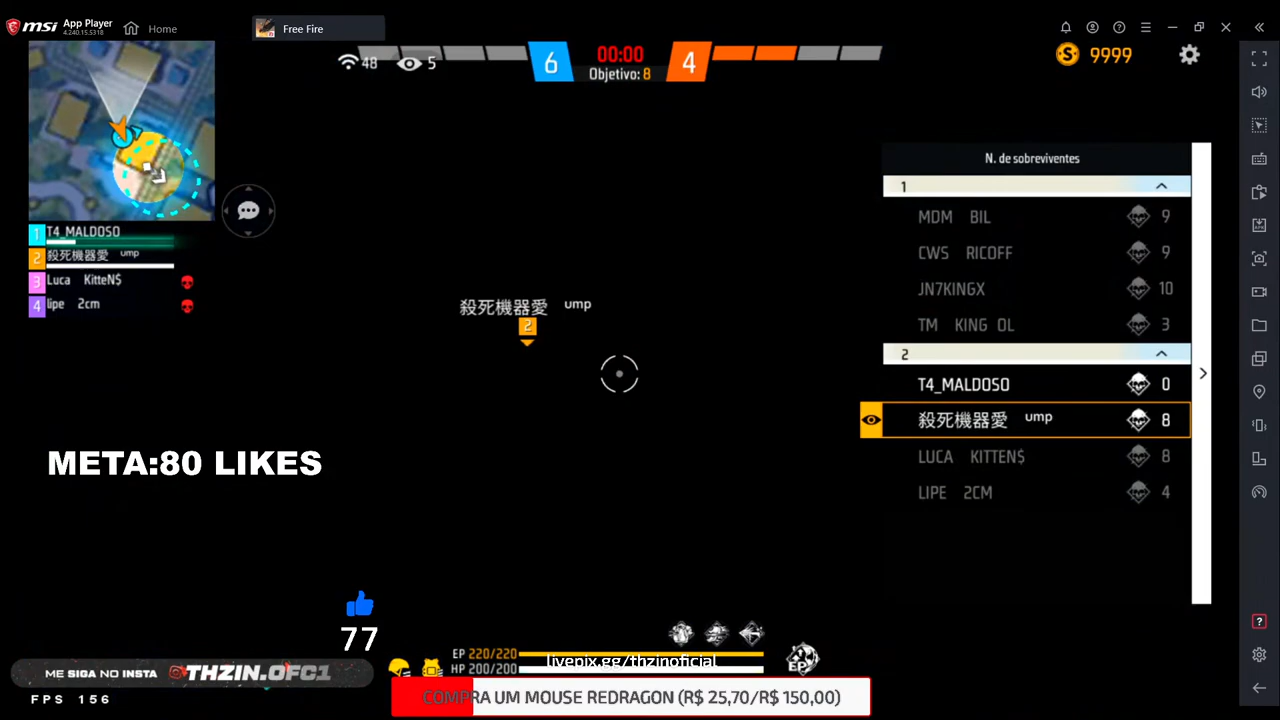 msi App Player
4.240.15.5318
Home
Free Fire
48
5
6
00:00
Objetivo: 8
4
S 9999
1 T4_MALDOSO
2 殺死機器愛 ump
3 Luca KitteN$
4 lipe 2cm
殺死機器愛 ump
2
N. de sobreviventes
1
MDM BIL 9
CWS RICOFF 9
JN7KINGX 10
TM KING OL 3
2
T4_MALDOSO 0
殺死機器愛 ump 8
LUCA KITTEN$ 8
LIPE 2CM 4
META:80 LIKES
77
EP 220/220
HP 200/200
livepix.gg/thzinoficial
EP
ME SIGA NO INSTA THZIN.OFC1
FPS 156
COMPRA UM MOUSE REDRAGON (R$ 25,70/R$ 150,00)